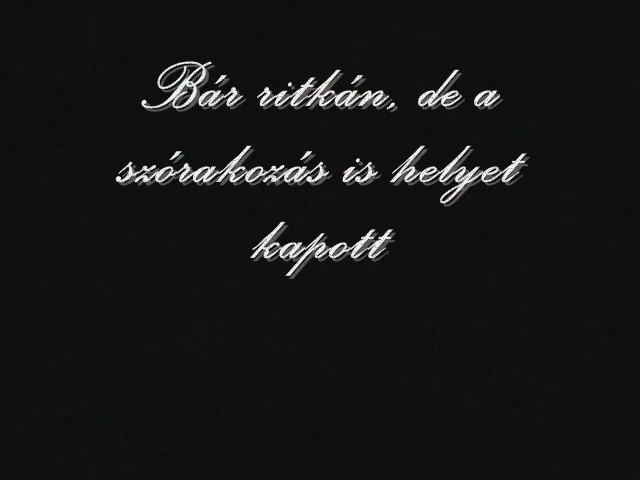 Bár ritkán, de a
szórakozás is helyet
kapott